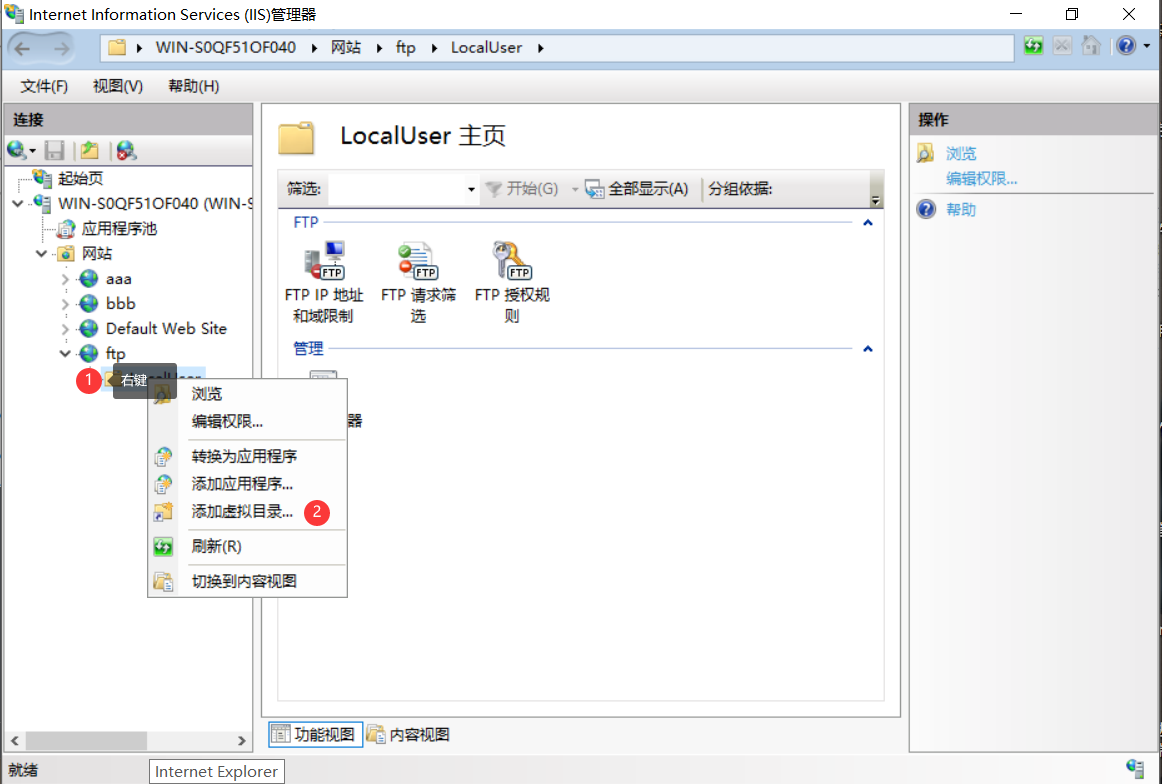 Internet Information Services (IIS)管理器
WIN-S0QF51OF040 网站 ftp LocalUser
文件(F) 视图(V) 帮助(H)
连接
起始页
WIN-S0QF51OF040 (WIN-S
应用程序池
网站
aaa
bbb
Default Web Site
ftp
1 右键
浏览
编辑权限...
转换为应用程序
添加应用程序...
添加虚拟目录... 2
刷新(R)
切换到内容视图
LocalUser 主页
筛选: 开始(G) 全部显示(A) 分组依据:
FTP
FTP IP 地址
和域限制
FTP 请求筛
选
FTP 授权规
则
管理
器
功能视图 内容视图
操作
浏览
编辑权限...
帮助
就绪
Internet Explorer